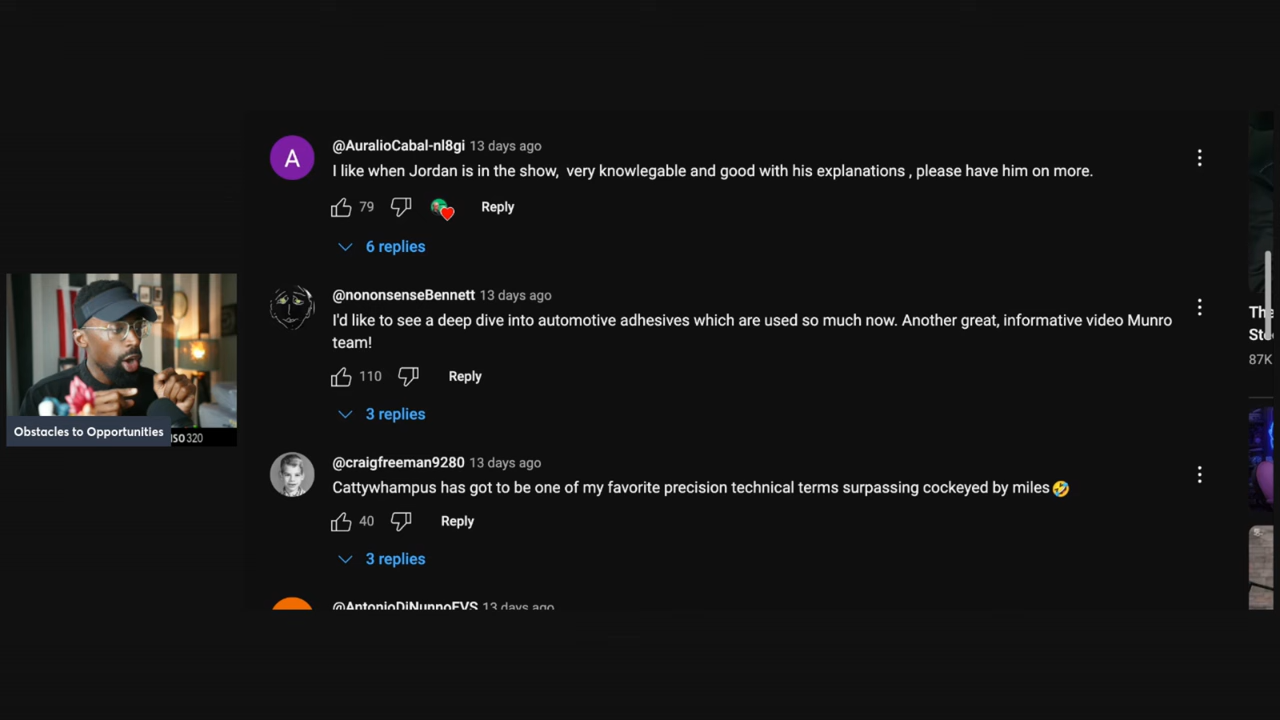 A
@AuralioCabal-nl8gi 13 days ago
I like when Jordan is in the show,  very knowlegable and good with his explanations , please have him on more.
79
Reply
6 replies
@nononsenseBennett 13 days ago
I'd like to see a deep dive into automotive adhesives which are used so much now. Another great, informative video Munro
team!
110
Reply
3 replies
@craigfreeman9280 13 days ago
Cattywhampus has got to be one of my favorite precision technical terms surpassing cockeyed by miles🤣
40
Reply
3 replies
@AntonioDiNunnoEVS 13 days ago
Obstacles to Opportunities
ISO 320
The
87K